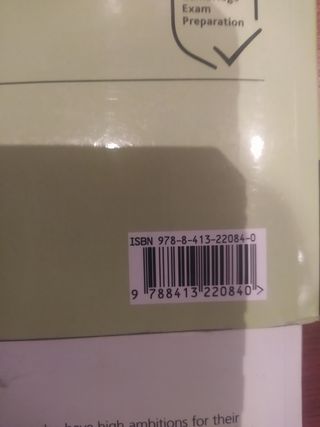 Exam
Preparation
ISBN 978-8-413-22084-0
9 788413 220840 >
have high ambitions for their